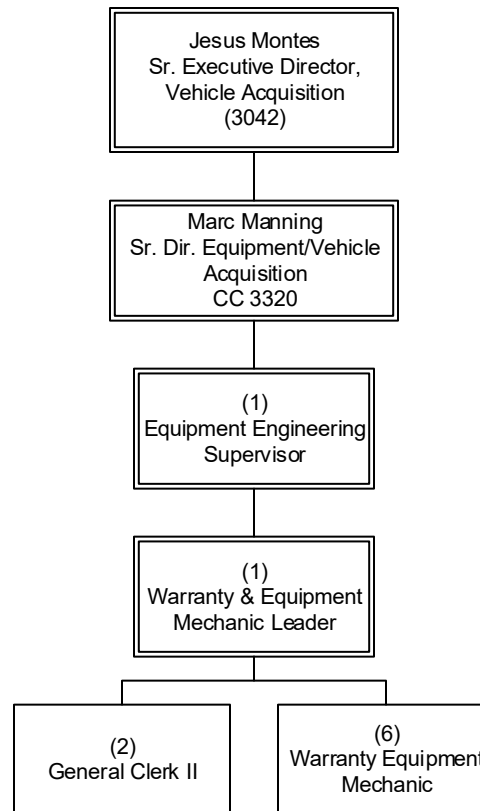 Jesus Montes
Sr. Executive Director,
Vehicle Acquisition
(3042)
Marc Manning
Sr. Dir. Equipment/Vehicle
Acquisition
CC 3320
(1)
Equipment Engineering
Supervisor
(1)
Warranty & Equipment
Mechanic Leader
(2)
General Clerk II
(6)
Warranty Equipment
Mechanic